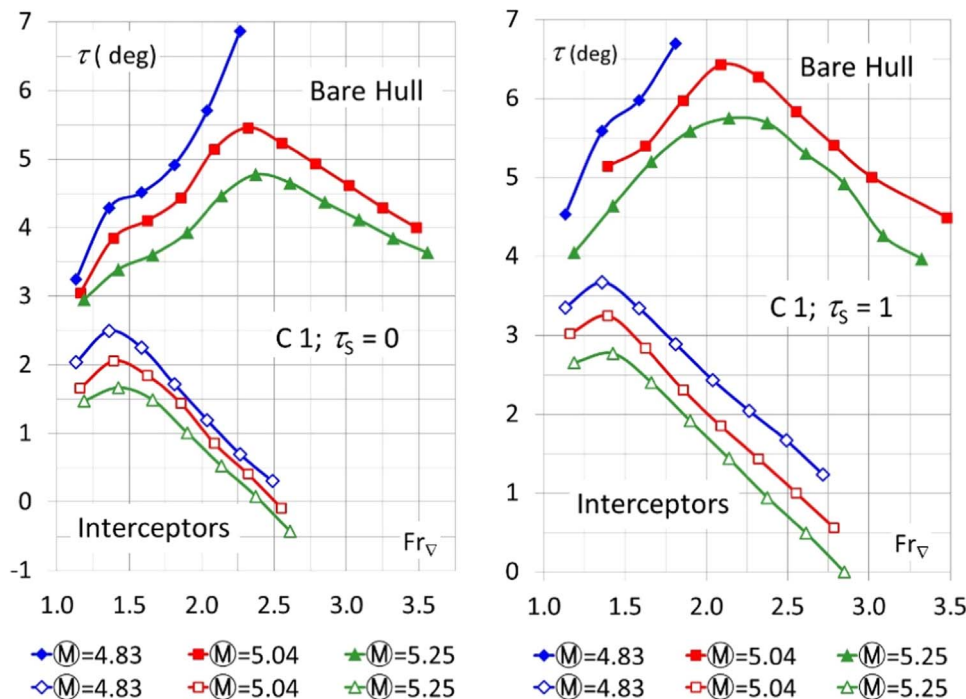 7
6
5
4
3
2
1
0
-1
τ ( deg)
Bare Hull
C 1; τS = 0
Interceptors
Fr∇
1.0 1.5 2.0 2.5 3.0 3.5
Ⓜ=4.83 Ⓜ=5.04 Ⓜ=5.25
Ⓜ=4.83 Ⓜ=5.04 Ⓜ=5.25
7
6
5
4
3
2
1
0
τ (deg)
Bare Hull
C 1; τS = 1
Interceptors
Fr∇
1.0 1.5 2.0 2.5 3.0 3.5
Ⓜ=4.83 Ⓜ=5.04 Ⓜ=5.25
Ⓜ=4.83 Ⓜ=5.04 Ⓜ=5.25